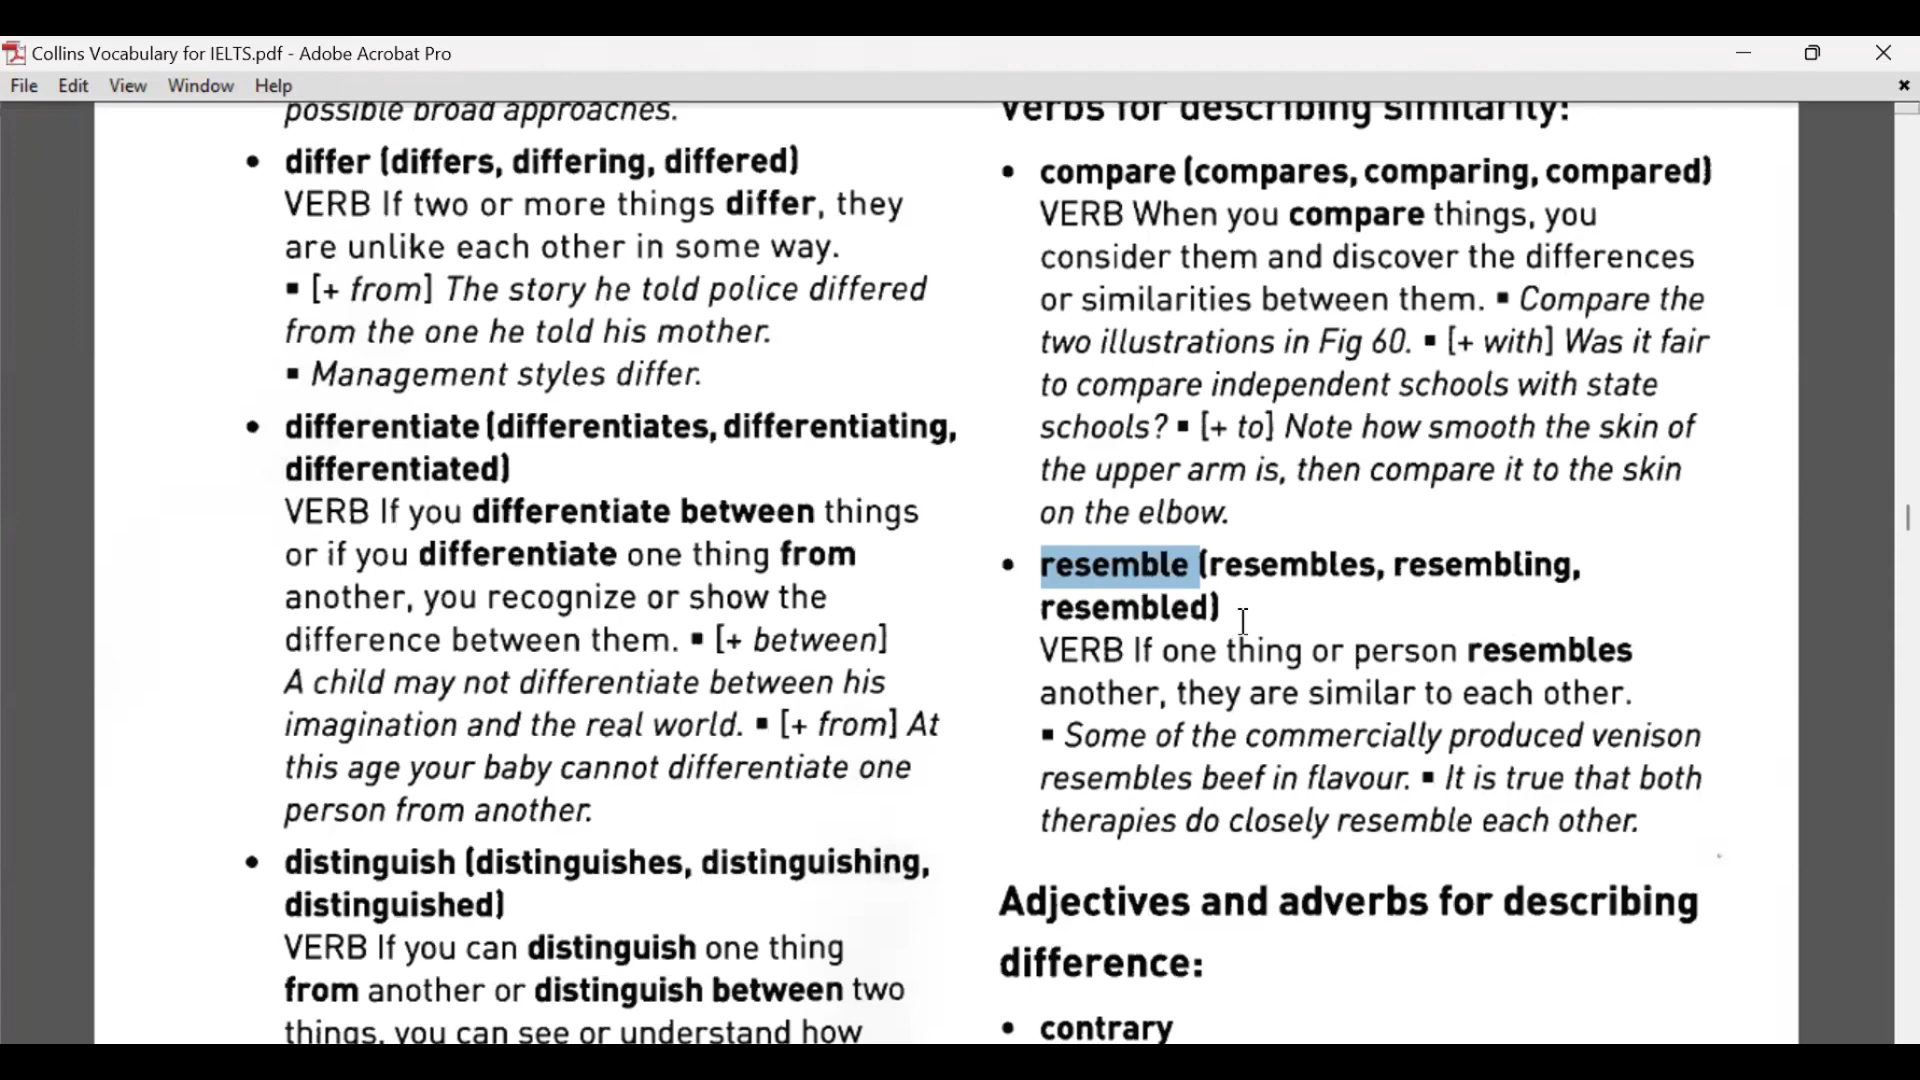 Collins Vocabulary for IELTS.pdf - Adobe Acrobat Pro
File Edit View Window Help
possible broad approaches.
• differ (differs, differing, differed)
VERB If two or more things differ, they
are unlike each other in some way.
▪ [+ from] The story he told police differed
from the one he told his mother.
▪ Management styles differ.
• differentiate (differentiates, differentiating,
differentiated)
VERB If you differentiate between things
or if you differentiate one thing from
another, you recognize or show the
difference between them. ▪ [+ between]
A child may not differentiate between his
imagination and the real world. ▪ [+ from] At
this age your baby cannot differentiate one
person from another.
• distinguish (distinguishes, distinguishing,
distinguished)
VERB If you can distinguish one thing
from another or distinguish between two
things, you can see or understand how
Verbs for describing similarity:
• compare (compares, comparing, compared)
VERB When you compare things, you
consider them and discover the differences
or similarities between them. ▪ Compare the
two illustrations in Fig 60. ▪ [+ with] Was it fair
to compare independent schools with state
schools? ▪ [+ to] Note how smooth the skin of
the upper arm is, then compare it to the skin
on the elbow.
• resemble (resembles, resembling,
resembled)
VERB If one thing or person resembles
another, they are similar to each other.
▪ Some of the commercially produced venison
resembles beef in flavour. ▪ It is true that both
therapies do closely resemble each other.
Adjectives and adverbs for describing
difference:
• contrary